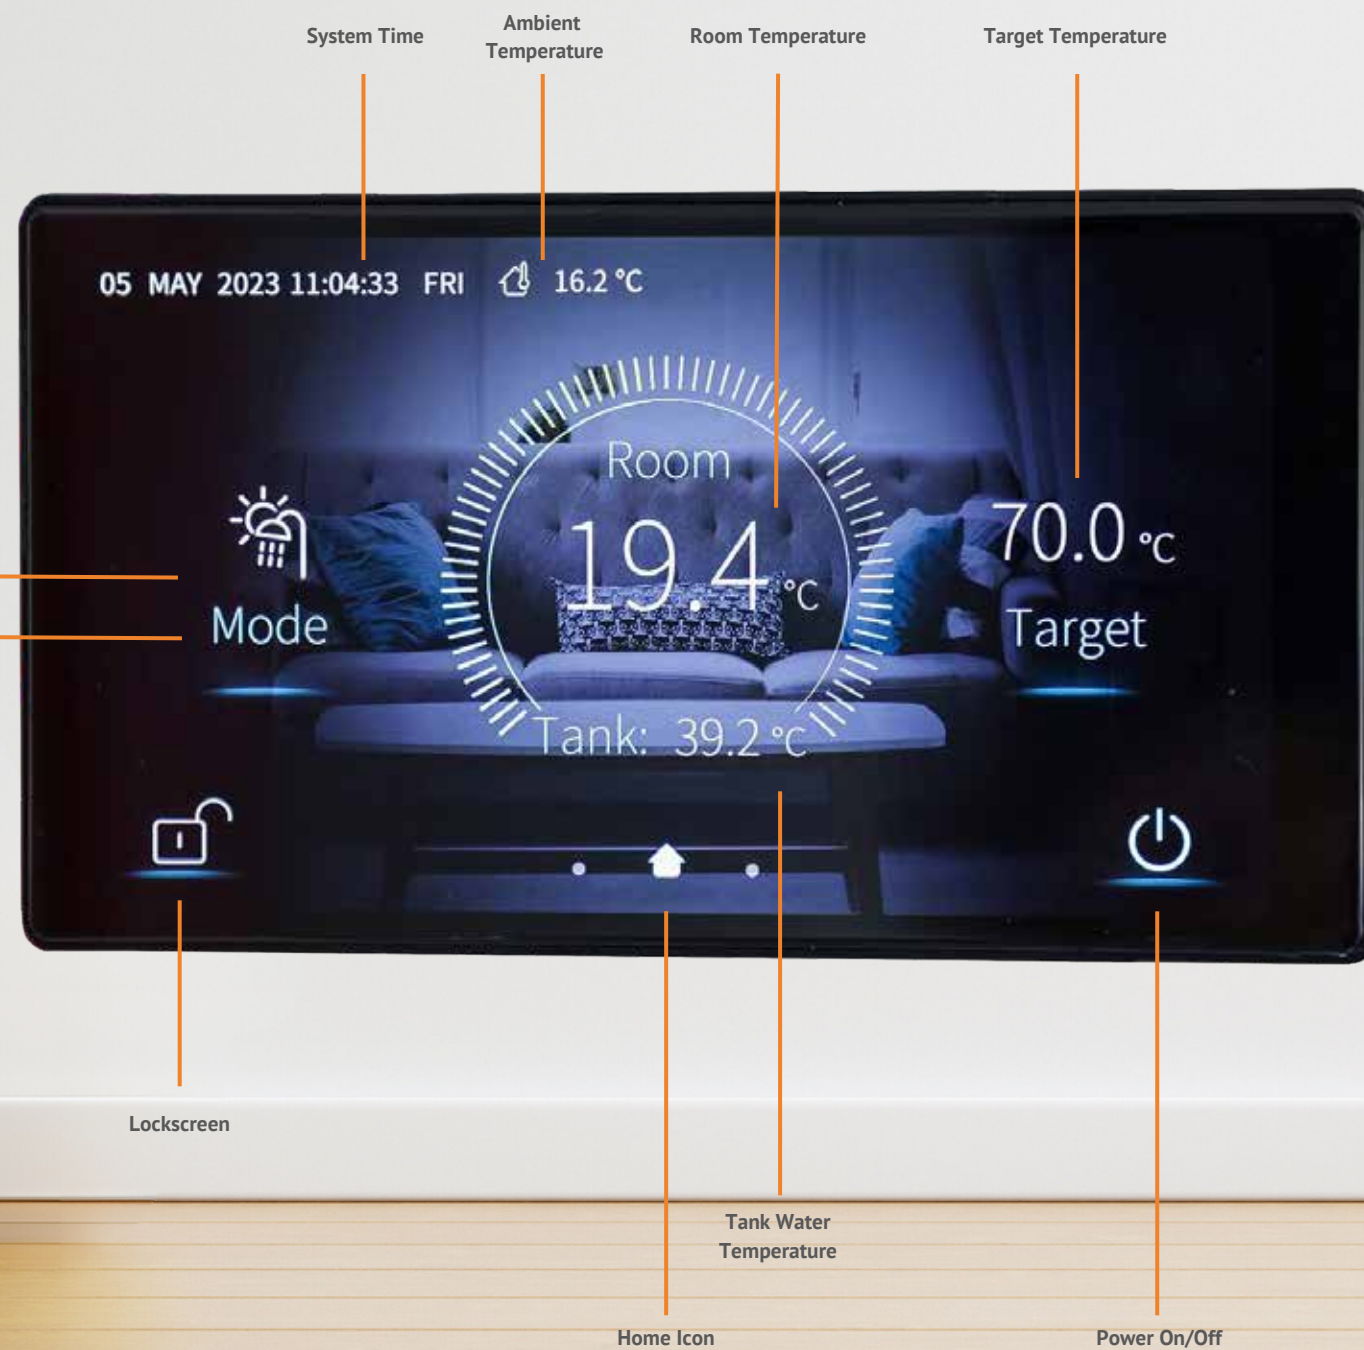 System Time
Ambient
Temperature
Room Temperature
Target Temperature
05 MAY 2023 11:04:33 FRI 16.2 °C
Room
19.4 °C
70.0 °C
Mode
Target
Tank: 39.2 °C
Lockscreen
Tank Water
Temperature
Home Icon
Power On/Off